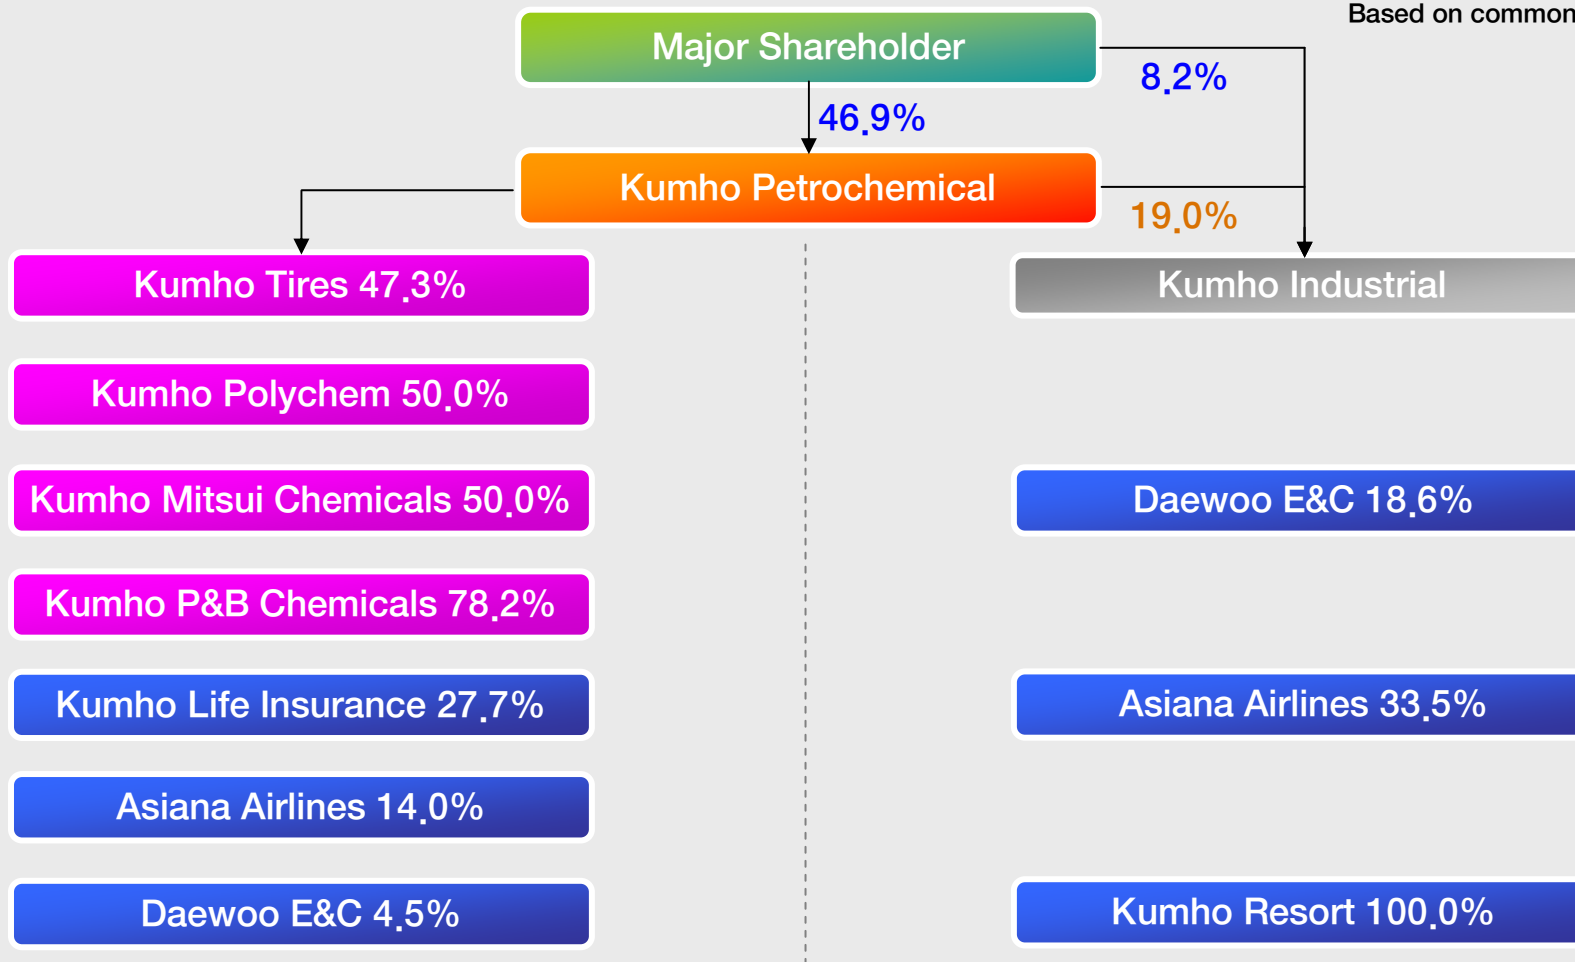 Based on common
Major Shareholder
8.2%
46.9%
Kumho Petrochemical
19.0%
Kumho Tires 47.3%
Kumho Industrial
Kumho Polychem 50.0%
Kumho Mitsui Chemicals 50.0%
Daewoo E&C 18.6%
Kumho P&B Chemicals 78.2%
Kumho Life Insurance 27.7%
Asiana Airlines 33.5%
Asiana Airlines 14.0%
Daewoo E&C 4.5%
Kumho Resort 100.0%